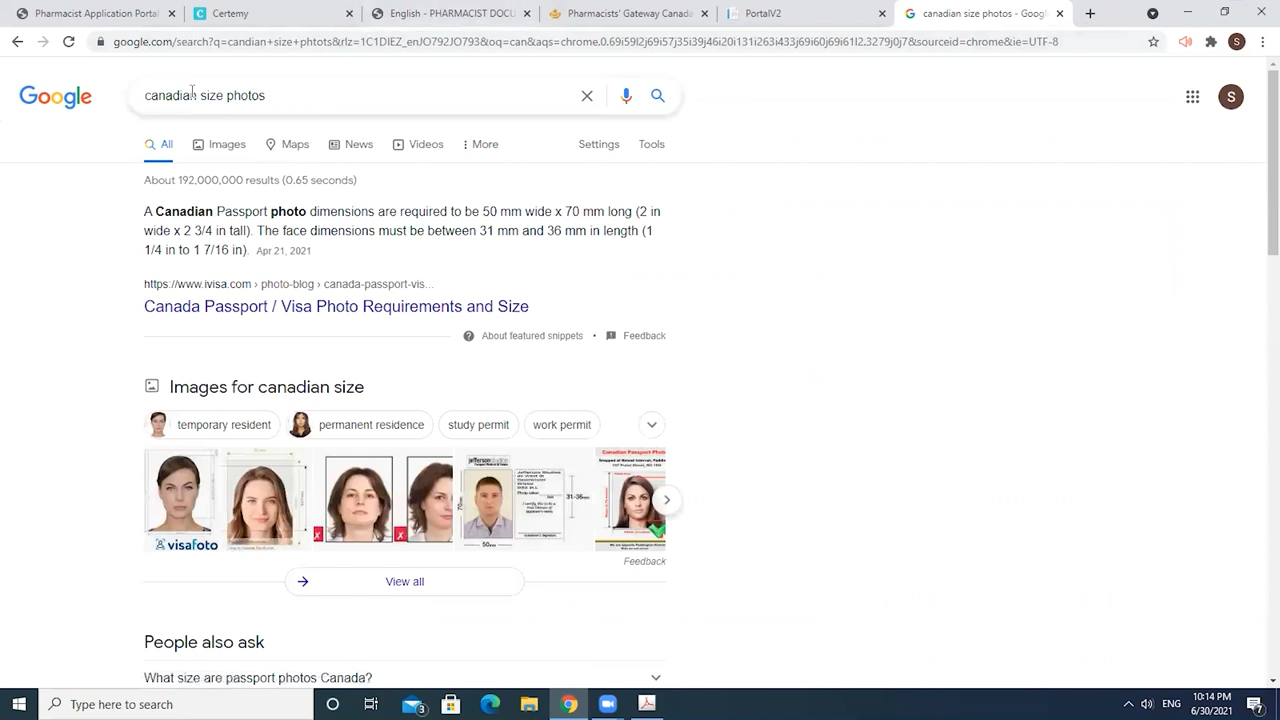 Pharmacist Application Portal
Certemy
English - PHARMACIST DOCU
Pharmacists' Gateway Canada
PortalV2
canadian size photos - Google
google.com/search?q=candian+size+phtots&rlz=1C1DIEZ_enJO792JO793&oq=can&aqs=chrome.0.69i59l2j69i57j35i39j46i20i131i263i433j69i60j69i61l2.3279j0j7&sourceid=chrome&ie=UTF-8
S
Google
canadian size photos
S
All
Images
Maps
News
Videos
More
Settings
Tools
About 192,000,000 results (0.65 seconds)
A Canadian Passport photo dimensions are required to be 50 mm wide x 70 mm long (2 in
wide x 2 3/4 in tall). The face dimensions must be between 31 mm and 36 mm in length (1
1/4 in to 1 7/16 in). Apr 21, 2021
https://www.ivisa.com › photo-blog › canada-passport-vis...
Canada Passport / Visa Photo Requirements and Size
About featured snippets • Feedback
Images for canadian size
temporary resident
permanent residence
study permit
work permit
visafoto
31-36mm
50mm
Feedback
View all
People also ask
What size are passport photos Canada?
Type here to search
3
ENG
10:14 PM
6/30/2021